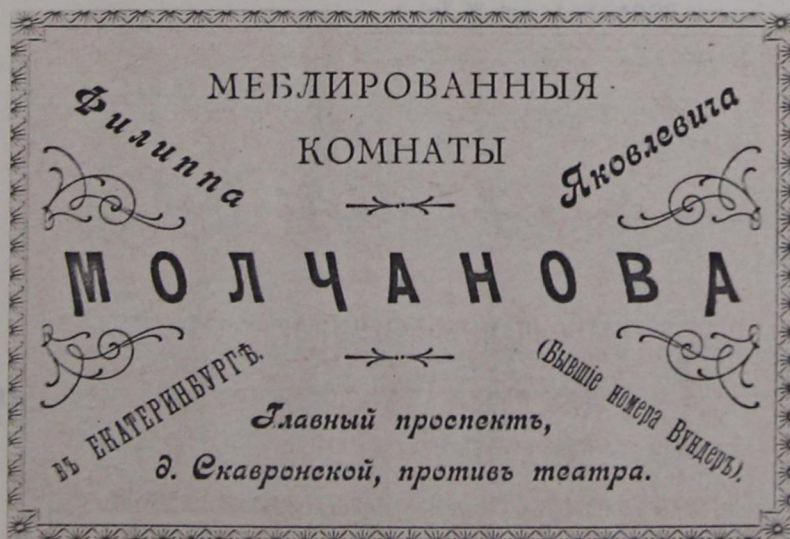 МЕБЛИРОВАННЫЯ
КОМНАТЫ
Филиппа
Яковлевича
МОЛЧАНОВА
въ ЕКАТЕРИНБУРГѢ.
(Бывшіе номера Вундеръ).
Главный проспектъ,
д. Скавронской, противъ театра.